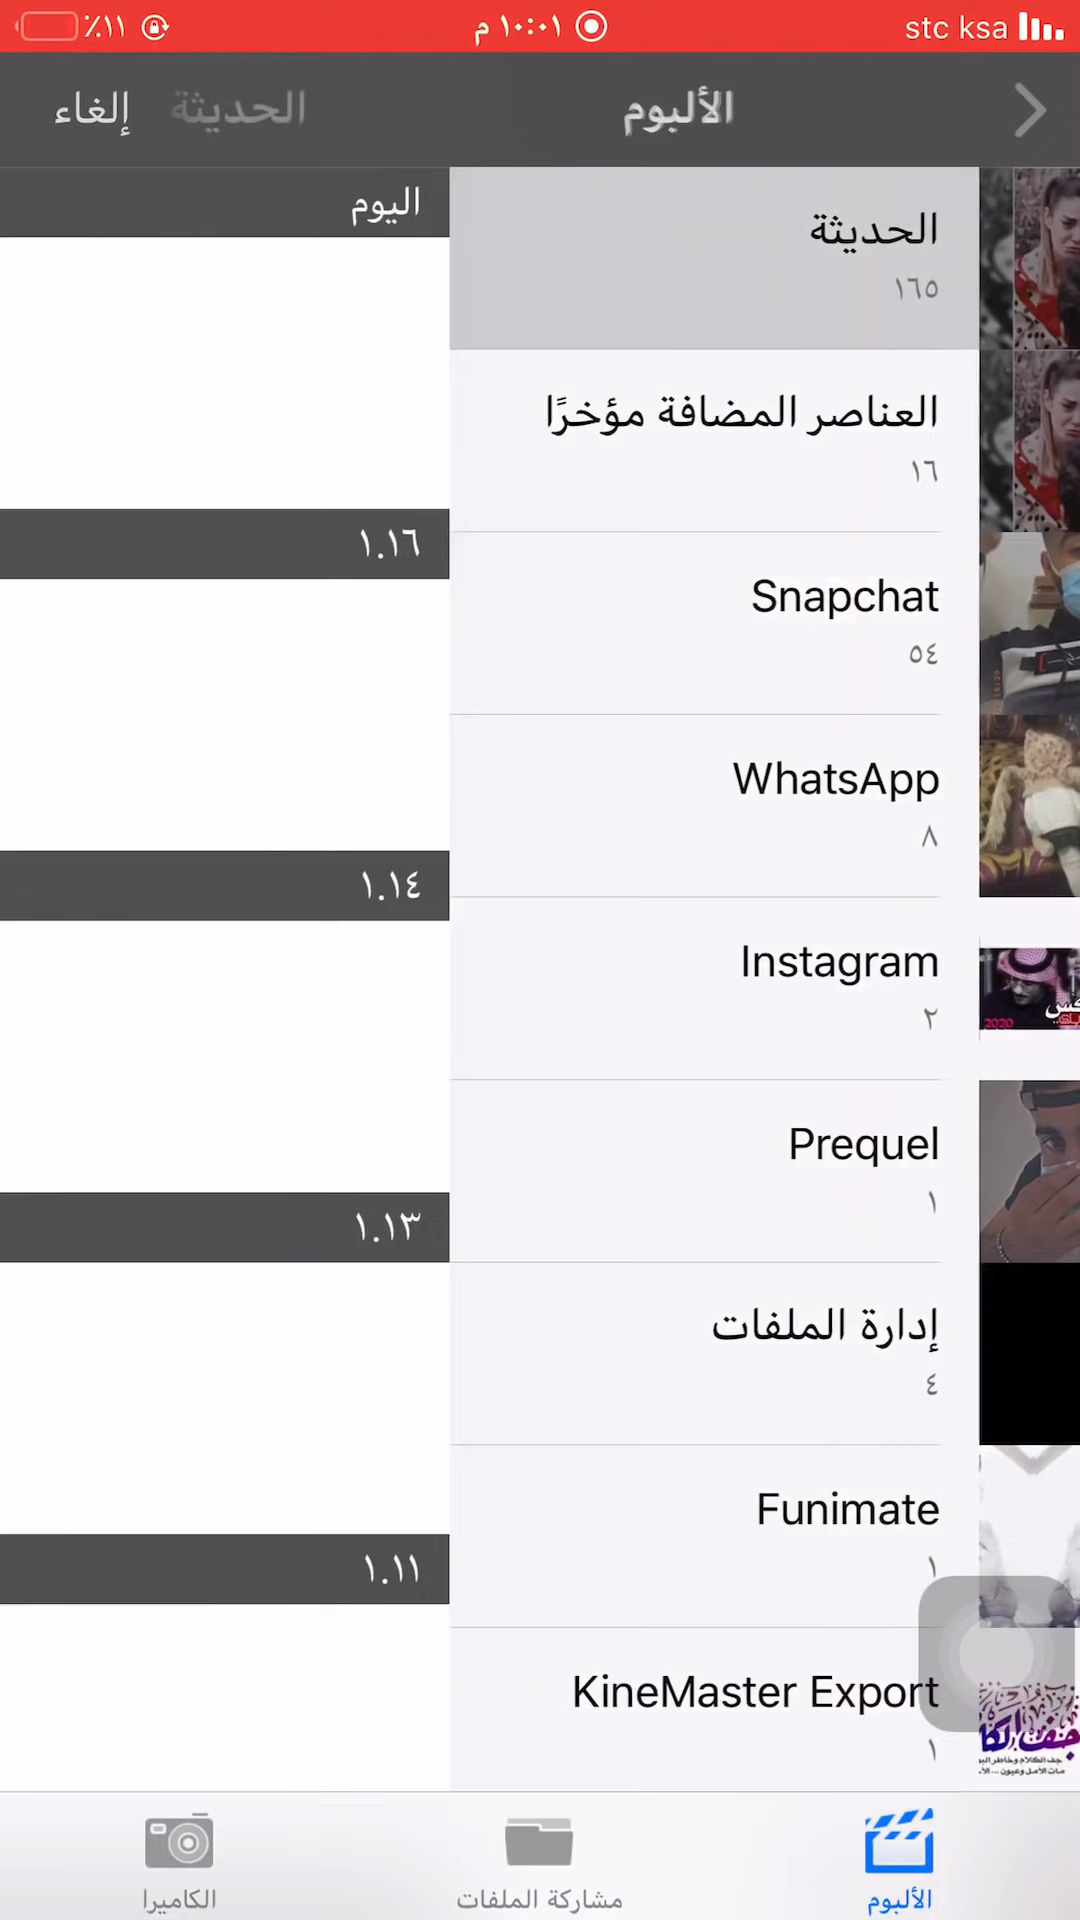 stc ksa
١٠:٠١ م
٪١١
الألبوم
الحديثة
إلغاء
الحديثة
١٦٥
العناصر المضافة مؤخرًا
١٦
Snapchat
٥٤
WhatsApp
٨
Instagram
٢
Prequel
١
إدارة الملفات
٤
Funimate
١
KineMaster Export
١
اليوم
١.١٦
١.١٤
١.١٣
١.١١
2020
الألبوم
مشاركة الملفات
الكاميرا